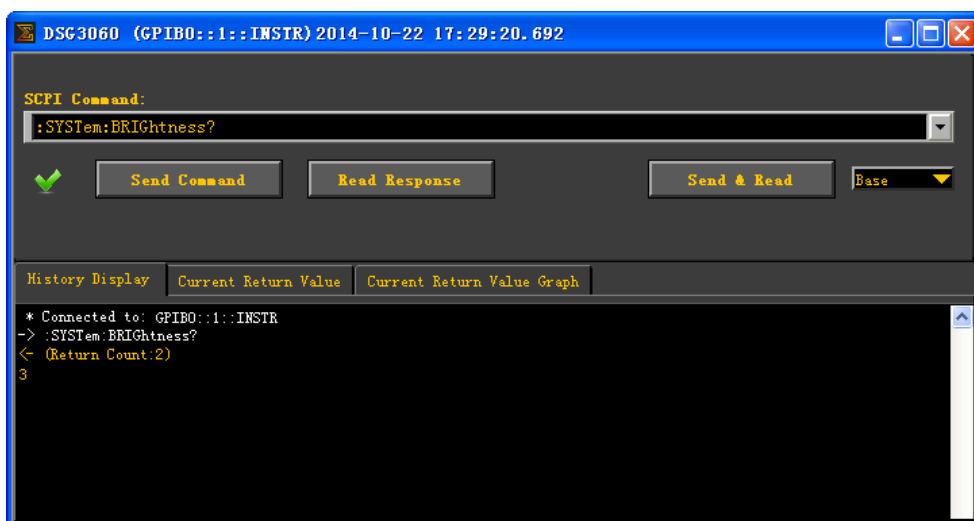 DSG3060 (GPIB0::1::INSTR) 2014-10-22 17:29:20.692
SCPI Command:
:SYSTem:BRIGhtness?
Send Command
Read Response
Send & Read
Base
History Display
Current Return Value
Current Return Value Graph
* Connected to: GPIB0::1::INSTR
-> :SYSTem:BRIGhtness?
<- (Return Count:2)
3